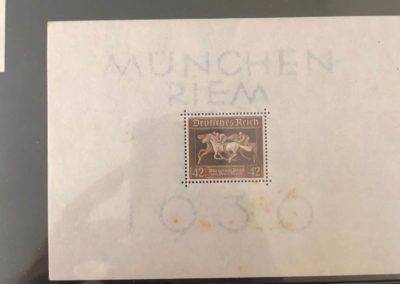 MÜNCHEN
RIEM
Deutsches Reich
42 42
1936